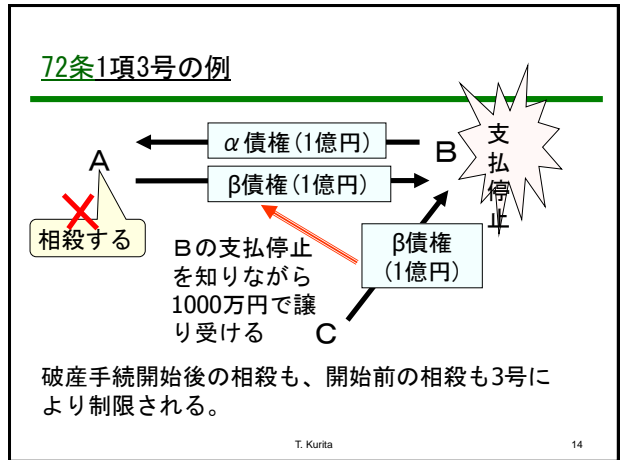 72条1項3号の例
α債権(1億円)
A
B
支
払
停
止
β債権(1億円)
相殺する
Bの支払停止
を知りながら
1000万円で譲
り受ける
β債権
(1億円)
C
破産手続開始後の相殺も、開始前の相殺も3号に
より制限される。
T. Kurita
14